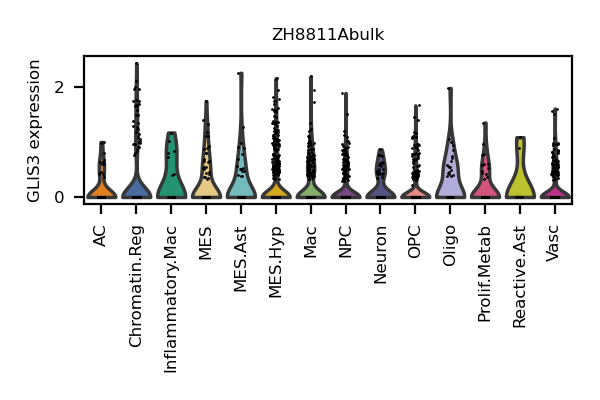 ZH8811Abulk
GLIS3 expression
2
0
AC
Chromatin.Reg
Inflammatory.Mac
MES
MES.Ast
MES.Hyp
Mac
NPC
Neuron
OPC
Oligo
Prolif.Metab
Reactive.Ast
Vasc